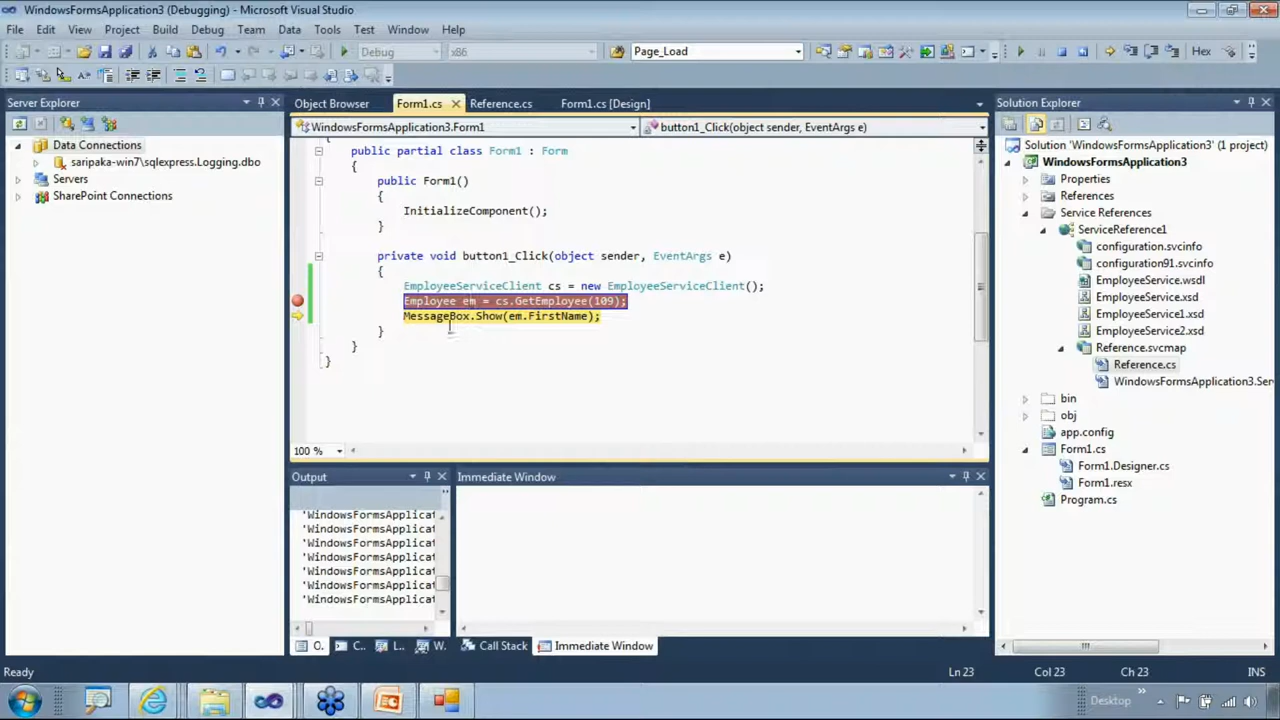 WindowsFormsApplication3 (Debugging) - Microsoft Visual Studio
File Edit View Project Build Debug Team Data Tools Test Window Help
Debug x86 Page_Load Hex
Server Explorer
Data Connections
saripaka-win7\sqlexpress.Logging.dbo
Servers
SharePoint Connections
Object Browser Form1.cs Reference.cs Form1.cs [Design]
WindowsFormsApplication3.Form1 button1_Click(object sender, EventArgs e)
public partial class Form1 : Form
{
public Form1()
{
InitializeComponent();
}
private void button1_Click(object sender, EventArgs e)
{
EmployeeServiceClient cs = new EmployeeServiceClient();
Employee em = cs.GetEmployee(109);
MessageBox.Show(em.FirstName);
}
}
}
100 %
Output
'WindowsFormsApplicat
'WindowsFormsApplicat
'WindowsFormsApplicat
'WindowsFormsApplicat
'WindowsFormsApplicat
'WindowsFormsApplicat
'WindowsFormsApplicat
Immediate Window
O. C.. L.. W. Call Stack Immediate Window
Solution Explorer
Solution 'WindowsFormsApplication3' (1 project)
WindowsFormsApplication3
Properties
References
Service References
ServiceReference1
configuration.svcinfo
configuration91.svcinfo
EmployeeService.wsdl
EmployeeService.xsd
EmployeeService1.xsd
EmployeeService2.xsd
Reference.svcmap
Reference.cs
WindowsFormsApplication3.Ser
bin
obj
app.config
Form1.cs
Form1.Designer.cs
Form1.resx
Program.cs
Ready Ln 23 Col 23 Ch 23 INS
Desktop